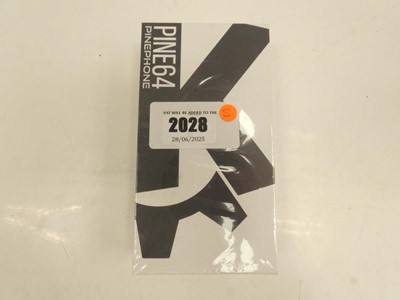 PINE64
PINEPHONE
VAT WILL BE ADDED TO THE
2028
28/06/2025
S